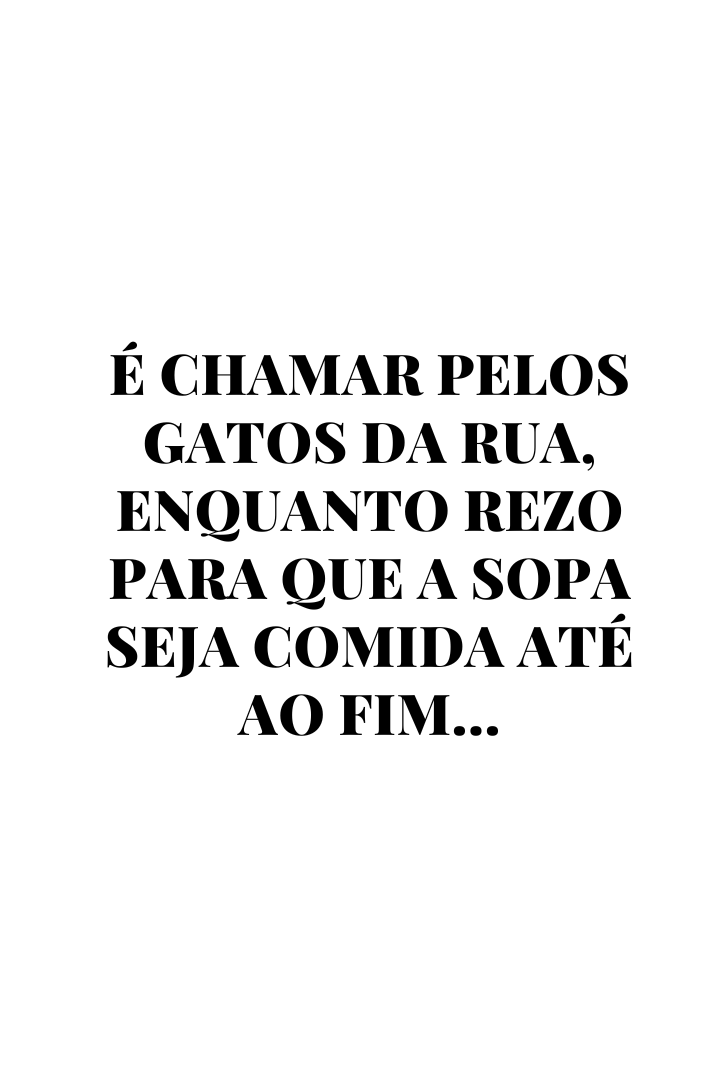 É CHAMAR PELOS
GATOS DA RUA,
ENQUANTO REZO
PARA QUE A SOPA
SEJA COMIDA ATÉ
AO FIM...